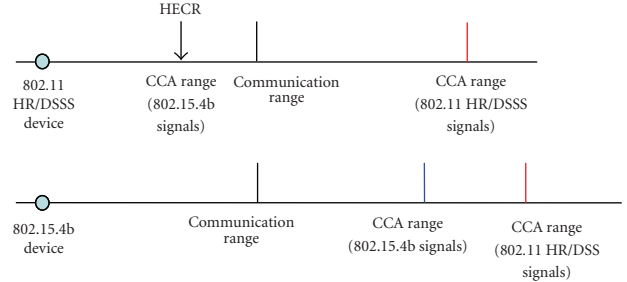 HECR
802.11
HR/DSSS
device
CCA range
(802.15.4b
signals)
Communication
range
CCA range
(802.11 HR/DSSS
signals)
802.15.4b
device
Communication
range
CCA range
(802.15.4b signals)
CCA range
(802.11 HR/DSS
signals)